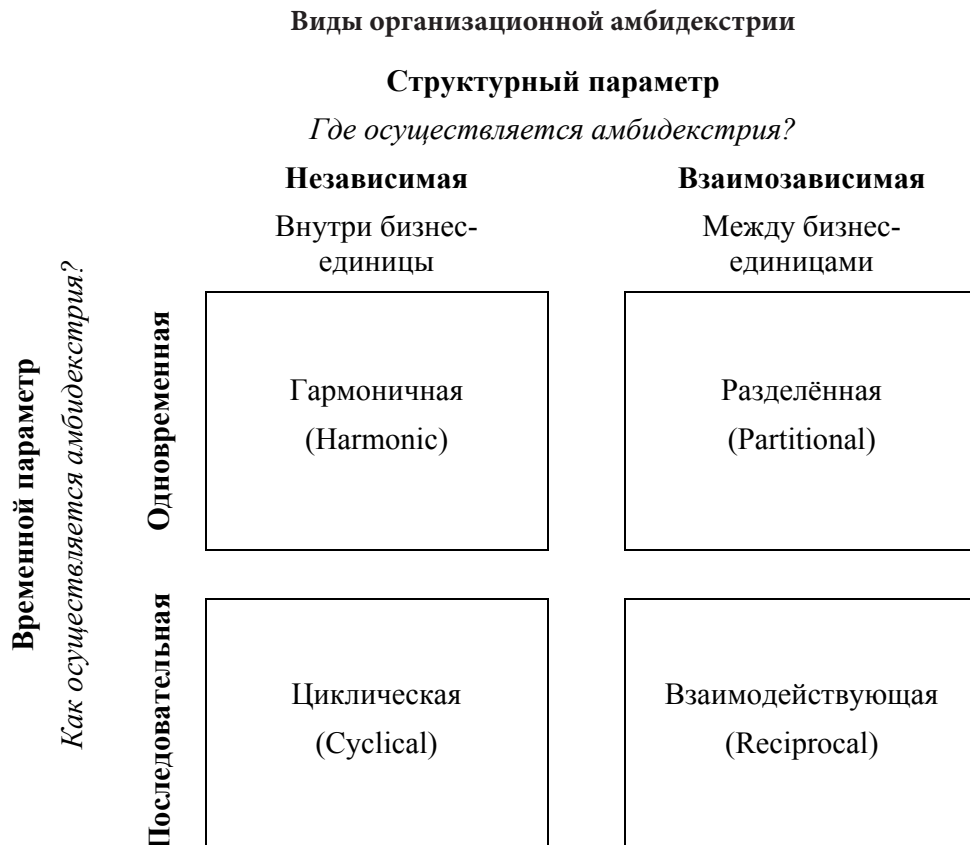 Виды организационной амбидекстрии
Структурный параметр
Где осуществляется амбидекстрия?
Независимая
Взаимозависимая
Внутри бизнес-
единицы
Между бизнес-
единицами
Временной параметр
Как осуществляется амбидекстрия?
Одновременная
Гармоничная
(Harmonic)
Разделённая
(Partitional)
Последовательная
Циклическая
(Cyclical)
Взаимодействующая
(Reciprocal)